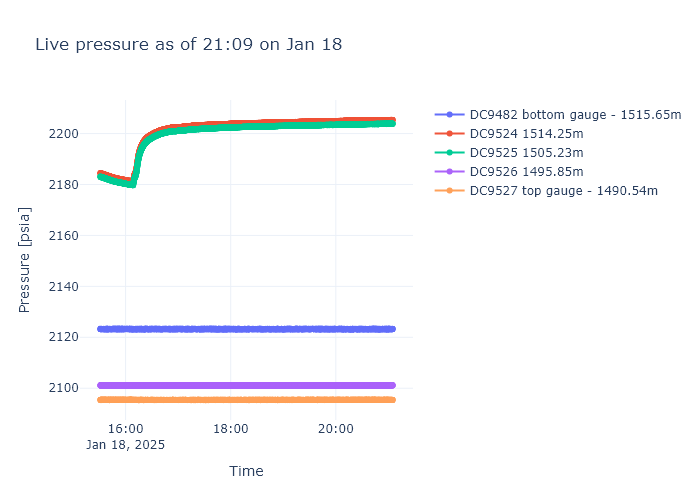 Live pressure as of 21:09 on Jan 18
DC9482 bottom gauge - 1515.65m
DC9524 1514.25m
DC9525 1505.23m
DC9526 1495.85m
DC9527 top gauge - 1490.54m
Pressure [psia]
2200
2180
2160
2140
2120
2100
16:00
18:00
20:00
Jan 18, 2025
Time